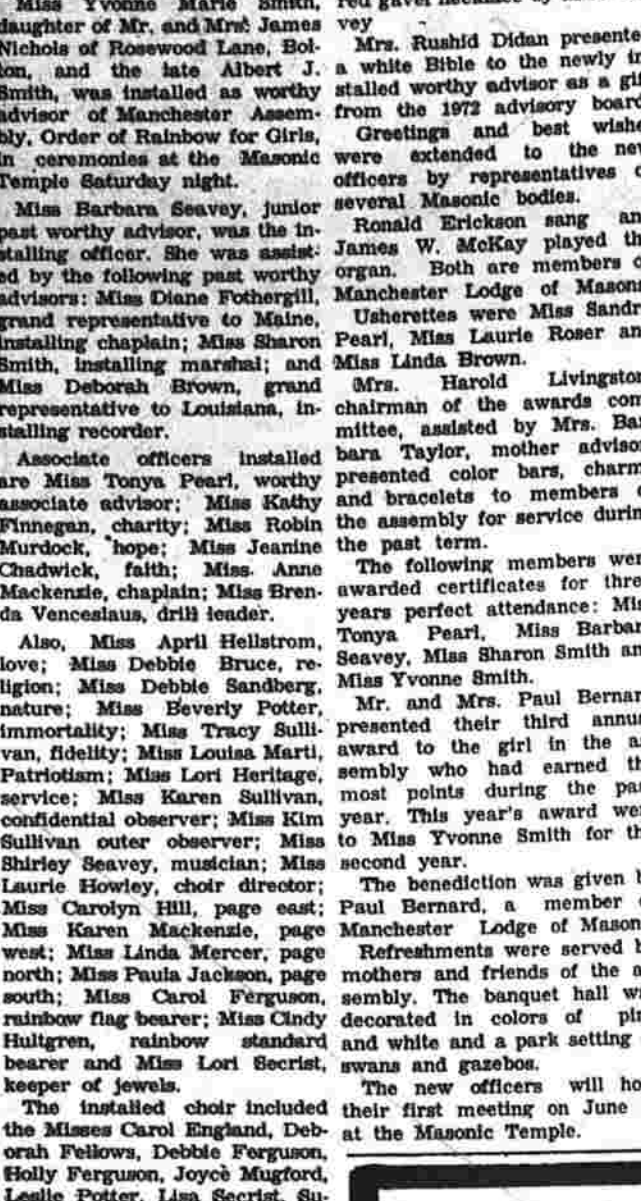 Miss Yvonne Marie Smith,
daughter of Mr. and Mrs. James
Nichols of Rosewood Lane, Bol-
ton, and the late Albert J.
Smith, was installed as worthy
advisor of Manchester Assem-
bly, Order of Rainbow for Girls,
in ceremonies at the Masonic
Temple Saturday night.
Miss Barbara Seavey, junior
past worthy advisor, was the in-
stalling officer. She was assist-
ed by the following past worthy
advisors: Miss Diane Fothergill,
grand representative to Maine,
installing chaplain; Miss Sharon
Smith, installing marshal; and
Miss Deborah Brown, grand
representative to Louisiana, in-
stalling recorder.
Associate officers installed
are Miss Tonya Pearl, worthy
associate advisor; Miss Kathy
Finnegan, charity; Miss Robin
Murdock, hope; Miss Jeanine
Chadwick, faith; Miss. Anne
Mackenzie, chaplain; Miss Bren-
da Venceslaus, drill leader.
Also, Miss April Hellstrom,
love; Miss Debbie Bruce, re-
ligion; Miss Debbie Sandberg,
nature; Miss Beverly Potter,
immortality; Miss Tracy Sulli-
van, fidelity; Miss Louisa Marti,
Patriotism; Miss Lori Heritage,
service; Miss Karen Sullivan,
confidential observer; Miss Kim
Sullivan outer observer; Miss
Shirley Seavey, musician; Miss
Laurie Howley, choir director;
Miss Carolyn Hill, page east;
Miss Karen Mackenzie, page
west; Miss Linda Mercer, page
north; Miss Paula Jackson, page
south; Miss Carol Ferguson,
rainbow flag bearer; Miss Cindy
Hultgren, rainbow standard
bearer and Miss Lori Secrist,
keeper of jewels.
The installed choir included
the Misses Carol England, Deb-
orah Fellows, Debbie Ferguson,
Holly Ferguson, Joyce Mugford,
Leslie Potter, Lisa Secrist, Su-
vey
Mrs. Rushid Didan presente
a white Bible to the newly in
stalled worthy advisor as a gi
from the 1972 advisory board
Greetings and best wishe
were extended to the nev
officers by representatives o
several Masonic bodies.
Ronald Erickson sang an
James W. McKay played th
organ. Both are members o
Manchester Lodge of Masons
Usherettes were Miss Sandr
Pearl, Miss Laurie Roser an
Miss Linda Brown.
Mrs. Harold Livingston
chairman of the awards com
mittee, assisted by Mrs. Bar
bara Taylor, mother advisor
presented color bars, charm
and bracelets to members o
the assembly for service durin
the past term.
The following members wer
awarded certificates for thre
years perfect attendance: Mis
Tonya Pearl, Miss Barbar
Seavey, Miss Sharon Smith an
Miss Yvonne Smith.
Mr. and Mrs. Paul Bernar
presented their third annu
award to the girl in the as
sembly who had earned th
most points during the pa
year. This year's award wen
to Miss Yvonne Smith for th
second year.
The benediction was given b
Paul Bernard, a member o
Manchester Lodge of Mason
Refreshments were served b
mothers and friends of the a
sembly. The banquet hall wa
decorated in colors of pin
and white and a park setting
swans and gazebos.
The new officers will ho
their first meeting on June
at the Masonic Temple.